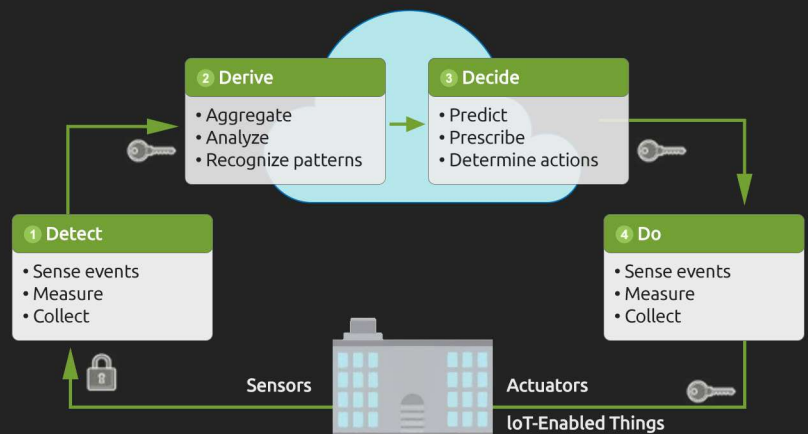 2 Derive
• Aggregate
• Analyze
• Recognize patterns
3 Decide
• Predict
• Prescribe
• Determine actions
1 Detect
• Sense events
• Measure
• Collect
4 Do
• Sense events
• Measure
• Collect
Sensors
Actuators
loT-Enabled Things